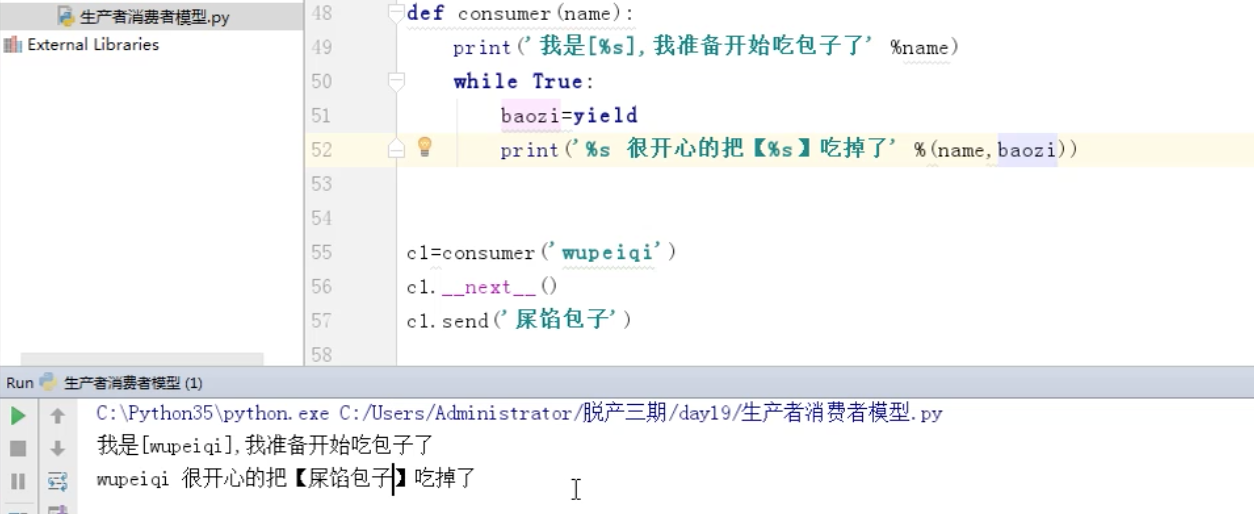 生产者消费者模型.py
External Libraries
48 def consumer(name):
49 print('我是[%s],我准备开始吃包子了' %name)
50 while True:
51 baozi=yield
52 print('%s 很开心的把【%s】吃掉了' %(name,baozi))
53
54
55 c1=consumer('wupeiqi')
56 c1.__next__()
57 c1.send('屎馅包子')
58
Run 生产者消费者模型 (1)
C:\Python35\python.exe C:/Users/Administrator/脱产三期/day19/生产者消费者模型.py
我是[wupeiqi],我准备开始吃包子了
wupeiqi 很开心的把【屎馅包子】吃掉了